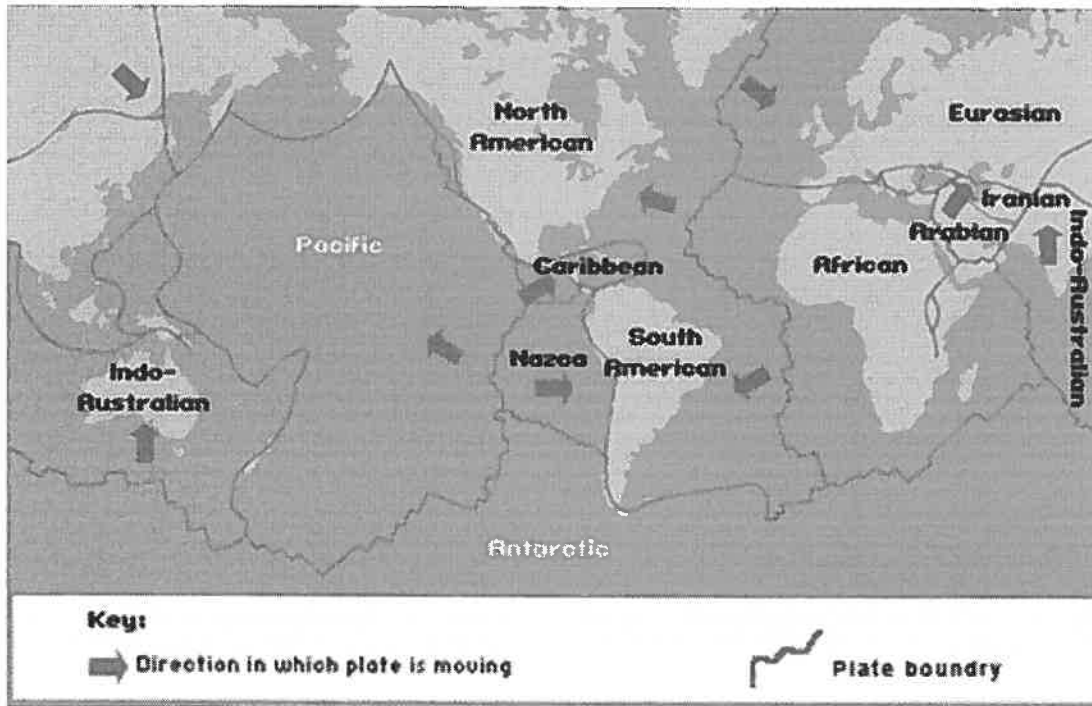 North
American
Eurasian
Iranian
Arabian
Pacific
Caribbean
African
Indo-Australian
Nazca
South
American
Indo-
Australian
Antarctic
Key:
Direction in which plate is moving
Plate boundry